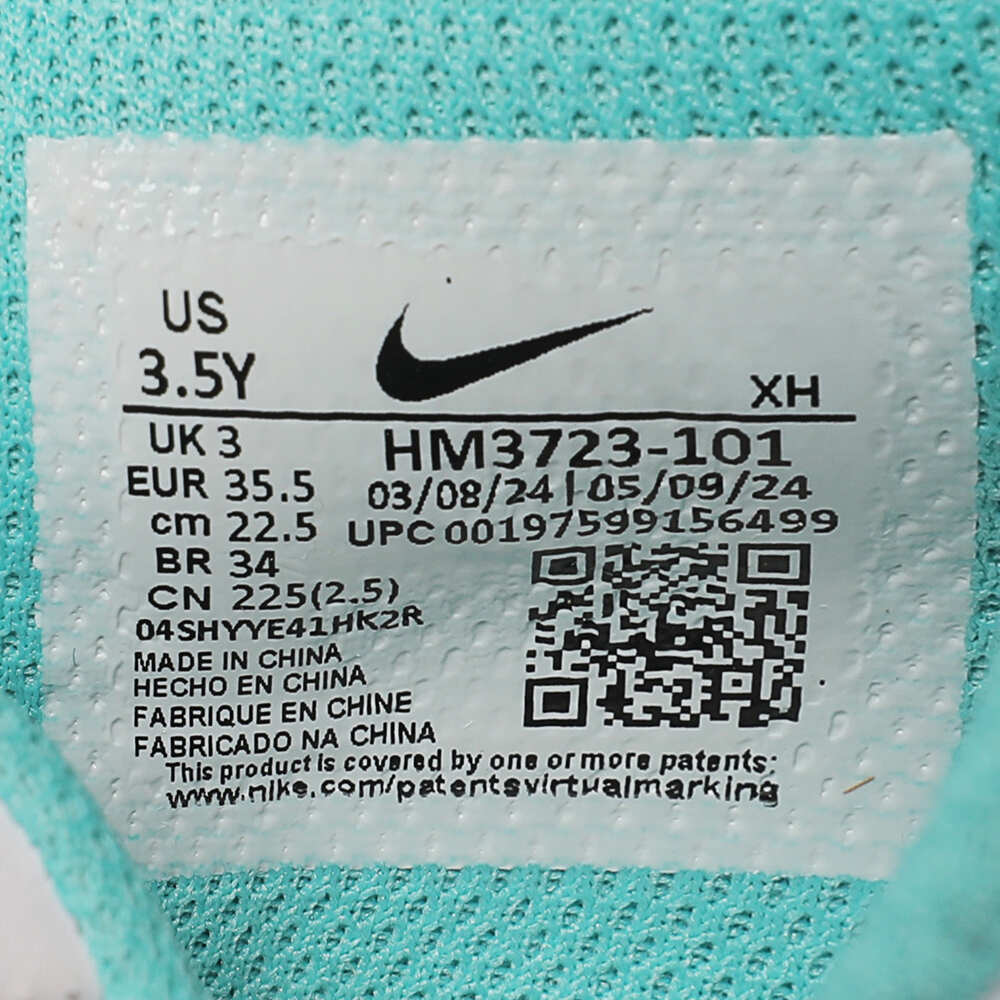 US
3.5Y
XH
UK 3
EUR 35.5
cm 22.5
BR 34
CN 225(2.5)
HM3723-101
03/08/24 | 05/09/24
UPC 00197599156499
04SHYYE41HK2R
MADE IN CHINA
HECHO EN CHINA
FABRIQUE EN CHINE
FABRICADO NA CHINA
This product is covered by one or more patents:
www.nike.com/patentsvirtualmarking